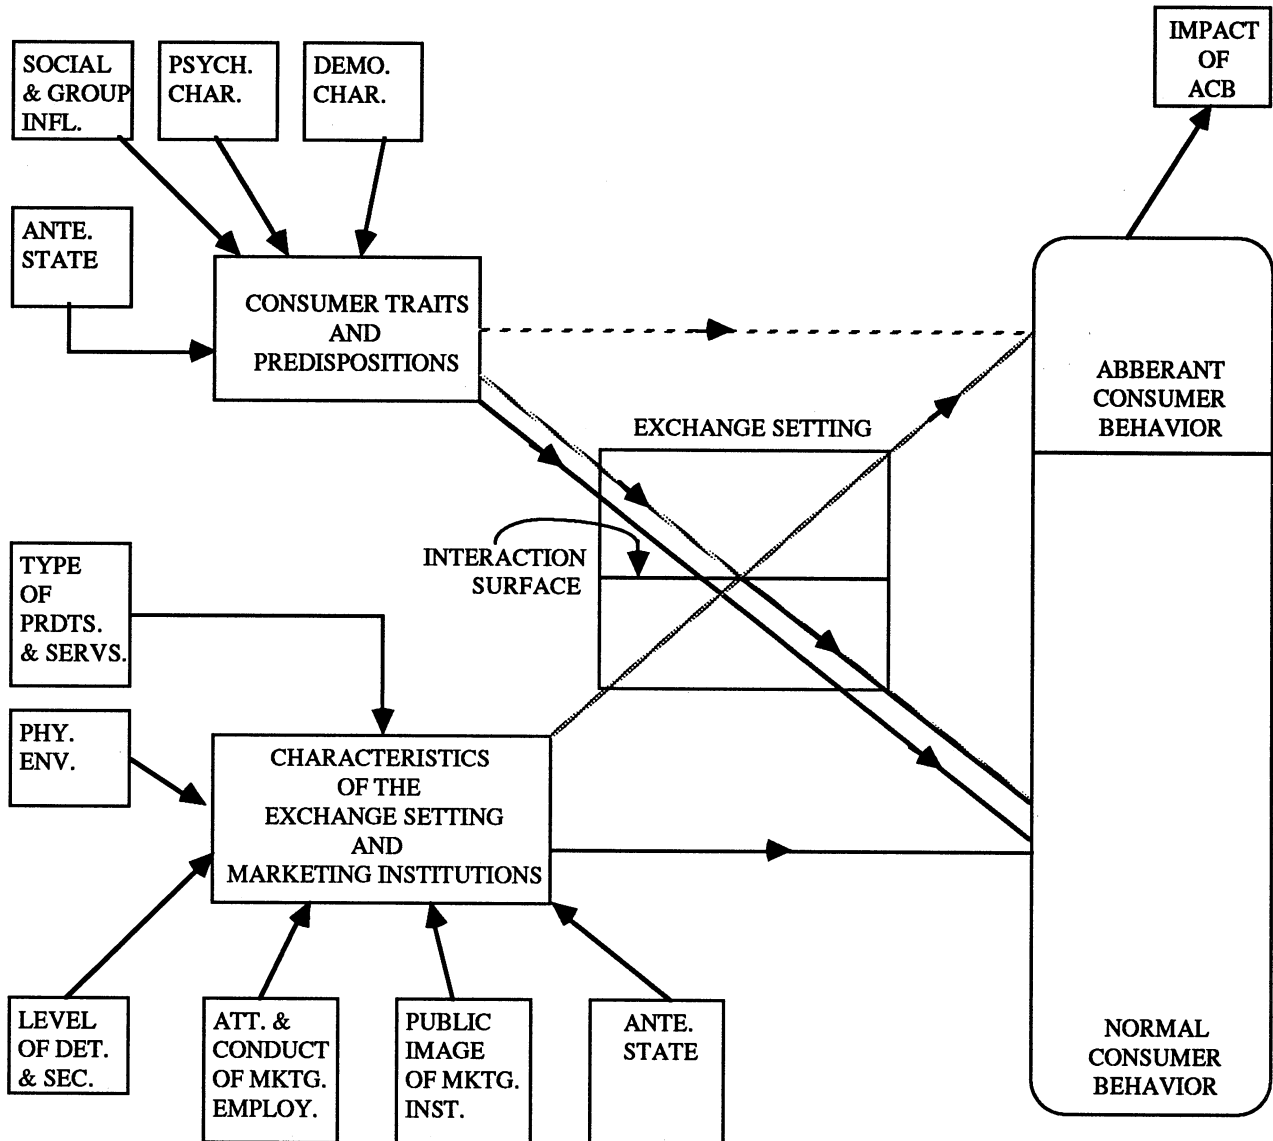 IMPACT
OF
ACB
SOCIAL
& GROUP
INFL.
PSYCH.
CHAR.
DEMO.
CHAR.
ANTE.
STATE
CONSUMER TRAITS
AND
PREDISPOSITIONS
ABBERANT
CONSUMER
BEHAVIOR
EXCHANGE SETTING
INTERACTION
SURFACE
TYPE
OF
PRDTS.
& SERVS.
PHY.
ENV.
CHARACTERISTICS
OF THE
EXCHANGE SETTING
AND
MARKETING INSTITUTIONS
LEVEL
OF DET.
& SEC.
ATT. &
CONDUCT
OF MKTG.
EMPLOY.
PUBLIC
IMAGE
OF MKTG.
INST.
ANTE.
STATE
NORMAL
CONSUMER
BEHAVIOR